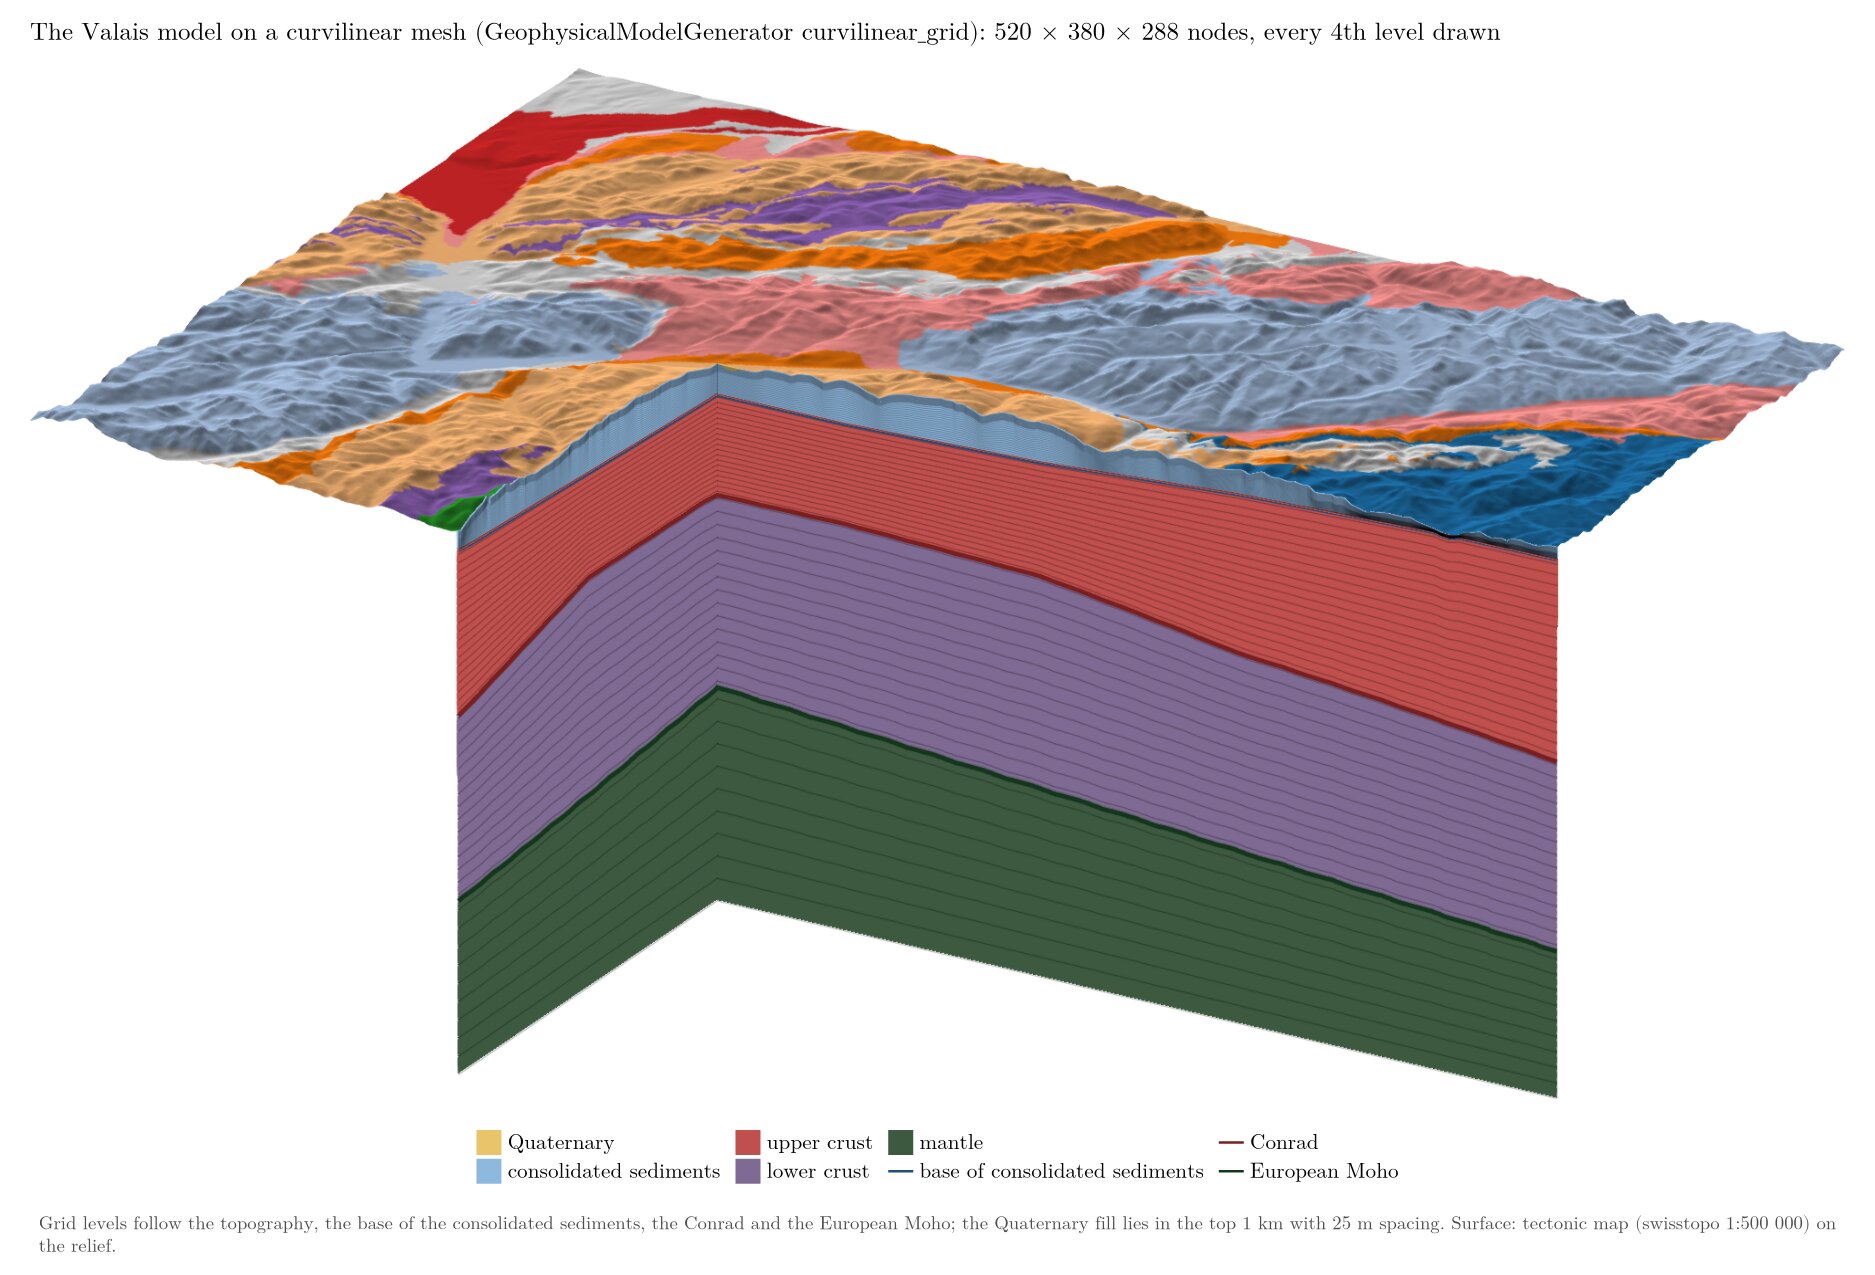 The Valais model on a curvilinear mesh (GeophysicalModelGenerator curvilinear_grid): 520 × 380 × 288 nodes, every 4th level drawn
Quaternary
consolidated sediments
upper crust
lower crust
mantle
base of consolidated sediments
Conrad
European Moho
Grid levels follow the topography, the base of the consolidated sediments, the Conrad and the European Moho; the Quaternary fill lies in the top 1 km with 25 m spacing. Surface: tectonic map (swisstopo 1:500 000) on
the relief.